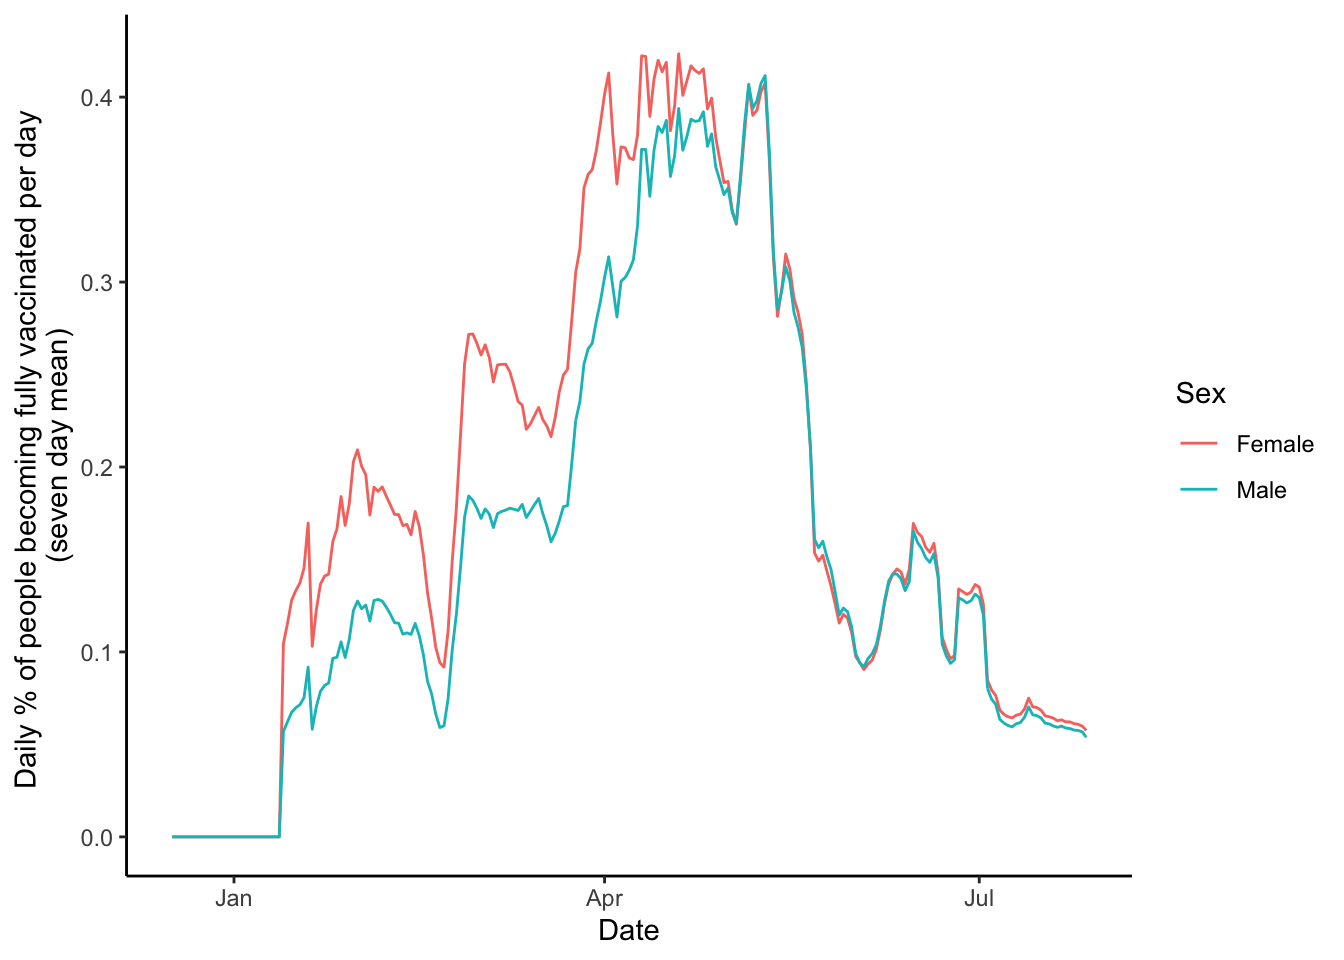 Daily % of people becoming fully vaccinated per day
(seven day mean)
0.4
0.3
0.2
0.1
0.0
Jan
Apr
Jul
Date
Sex
Female
Male